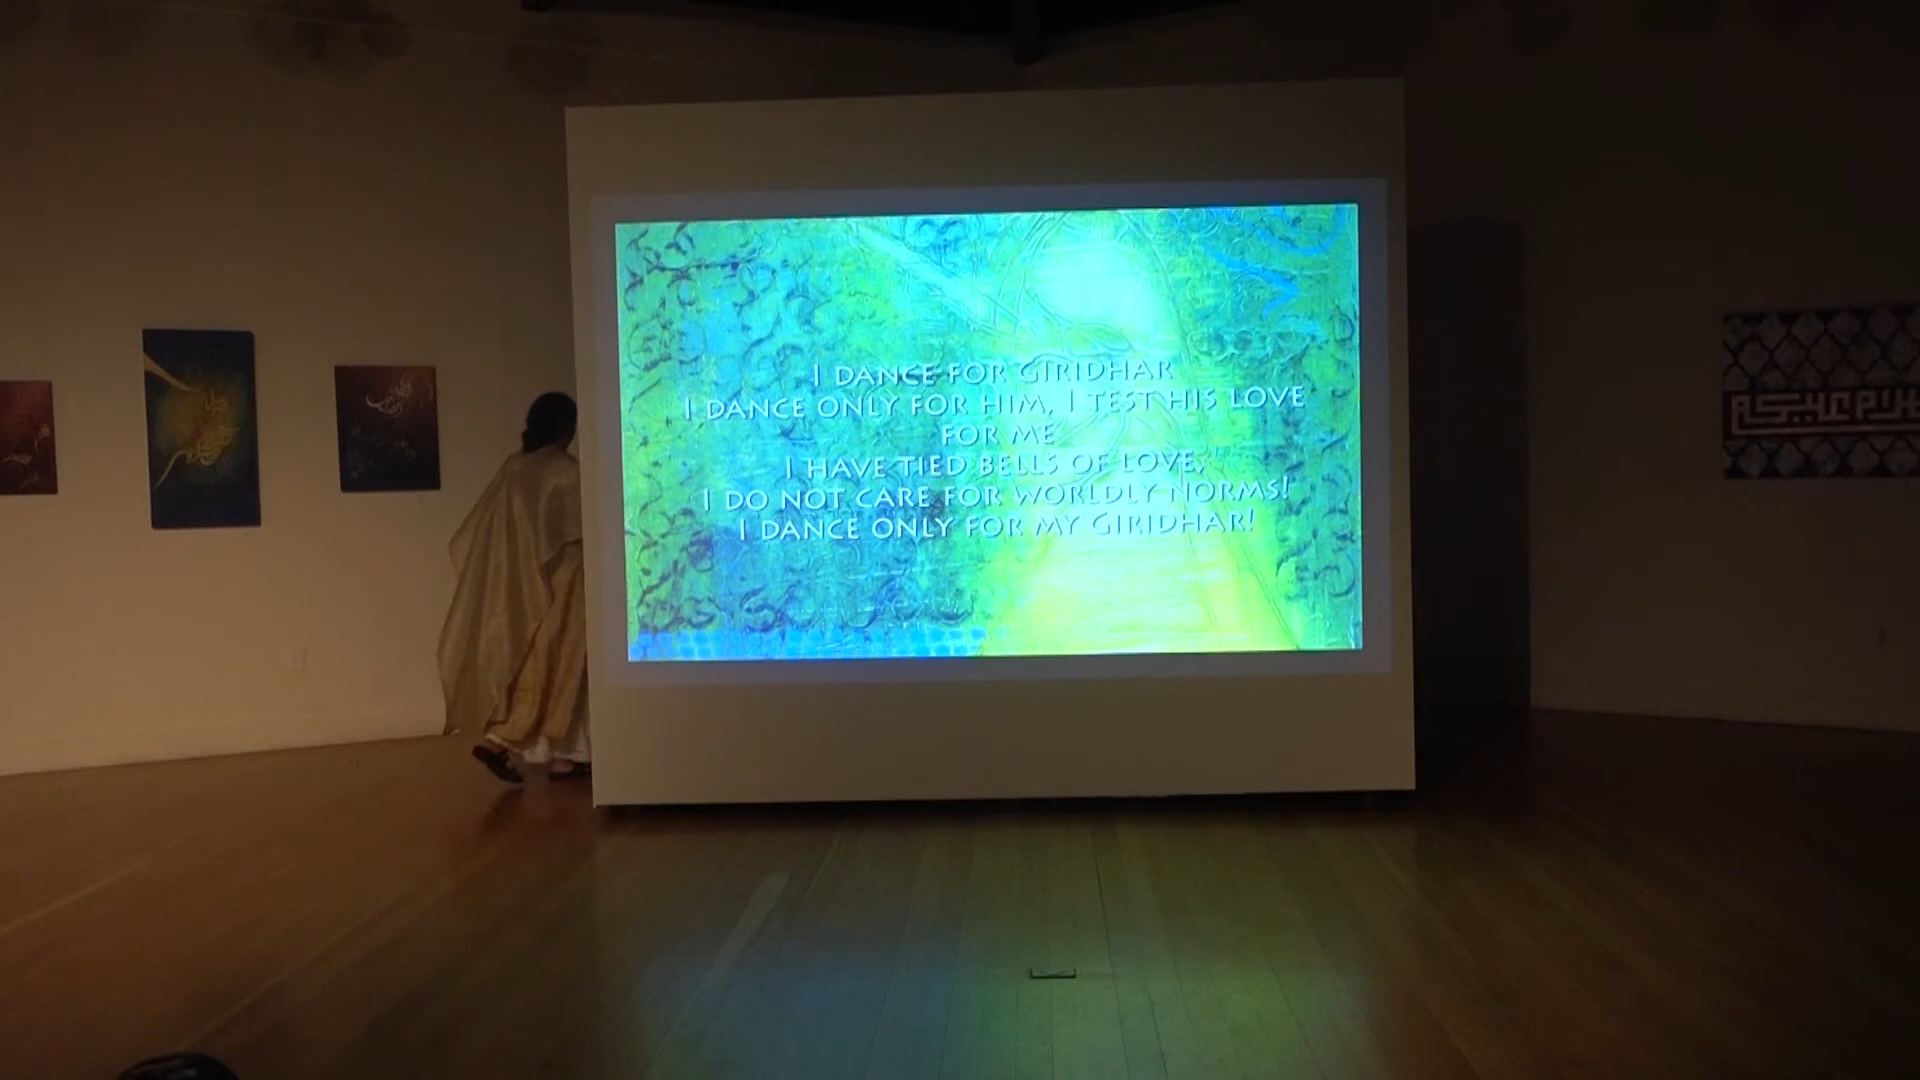 I DANCE FOR GIRIDHAR
I DANCE ONLY FOR HIM, I TEST HIS LOVE
FOR ME
I HAVE TIED BELLS OF LOVE,
I DO NOT CARE FOR WORLDLY NORMS!
I DANCE ONLY FOR MY GIRIDHAR!